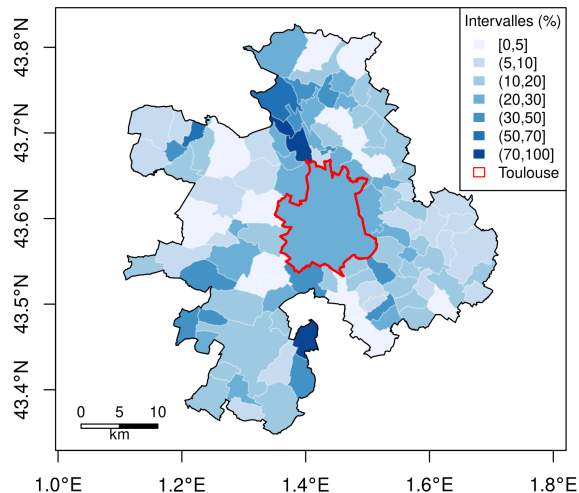 Intervalles (%)
[0,5]
(5,10]
(10,20]
(20,30]
(30,50]
(50,70]
(70,100]
Toulouse
43.8°N
43.7°N
43.6°N
43.5°N
43.4°N
0 5 10
km
1.0°E 1.2°E 1.4°E 1.6°E 1.8°E